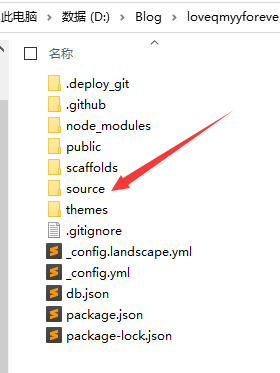 此电脑 > 数据 (D:) > Blog > loveqmyyforeve
名称
.deploy_git
.github
node_modules
public
scaffolds
source
themes
.gitignore
_config.landscape.yml
_config.yml
db.json
package.json
package-lock.json